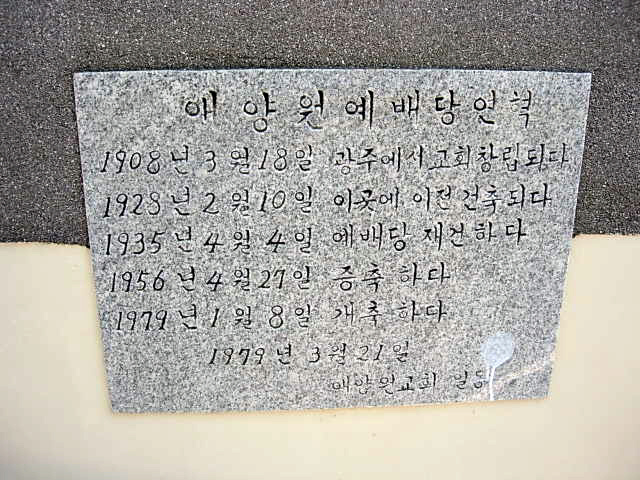 애양원예배당연혁
1908년 3월 18일 광주에서교회창립되다
1928년 2월 10일 이곳에 이전건축되다
1935년 4월 4일 예배당 재건하다
1956년 4월 27일 증축하다
1979년 1월 8일 개축하다
1979년 3월 21일
애양원교회 일동